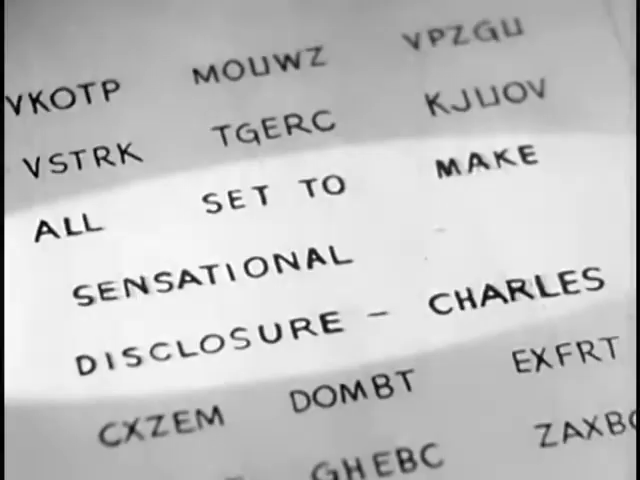 VKOTP MOUWZ VPZGU
VSTRK TGERC KJUOV
ALL SET TO MAKE
SENSATIONAL
DISCLOSURE - CHARLES
CXZEM DOMBT EXFRT
GHEBC